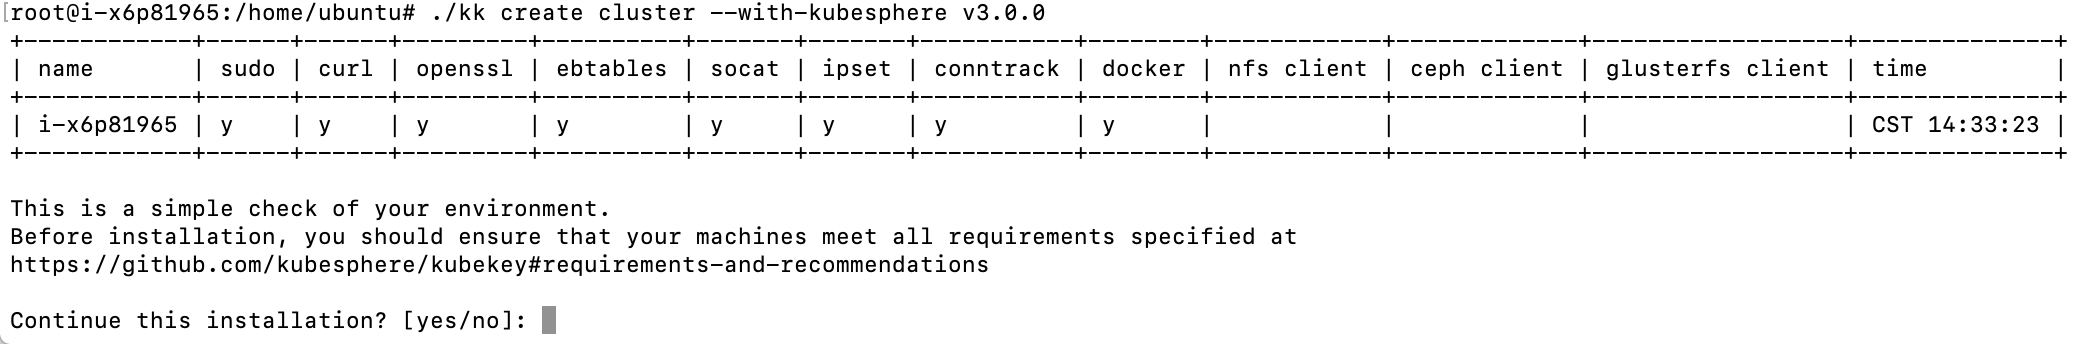 [root@i-x6p81965:/home/ubuntu# ./kk create cluster --with-kubesphere v3.0.0
+------------+------+------+---------+----------+-------+-------+-----------+--------+------------+-------------+------------------+--------------+
| name       | sudo | curl | openssl | ebtables | socat | ipset | conntrack | docker | nfs client | ceph client | glusterfs client | time         |
+------------+------+------+---------+----------+-------+-------+-----------+--------+------------+-------------+------------------+--------------+
| i-x6p81965 | y    | y    | y       | y        | y     | y     | y         | y      |            |             |                  | CST 14:33:23 |
+------------+------+------+---------+----------+-------+-------+-----------+--------+------------+-------------+------------------+--------------+
This is a simple check of your environment.
Before installation, you should ensure that your machines meet all requirements specified at
https://github.com/kubesphere/kubekey#requirements-and-recommendations
Continue this installation? [yes/no]: